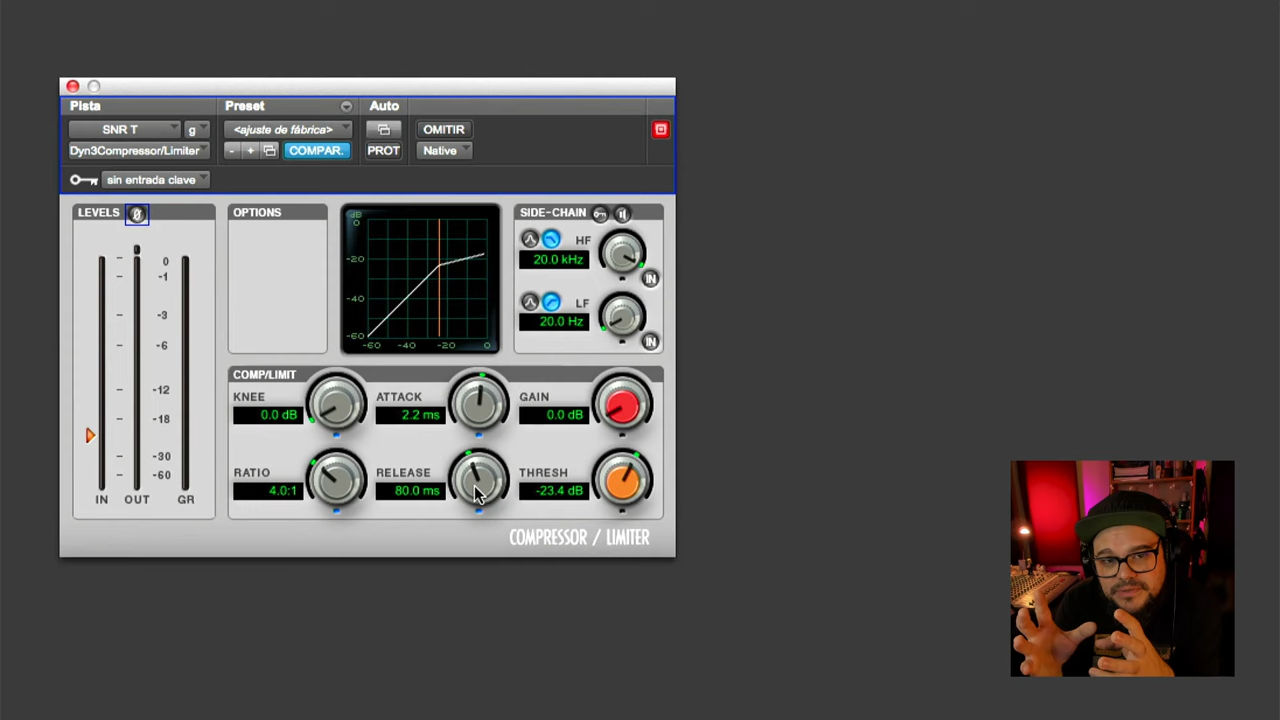 Pista Preset Auto
SNR T g <ajuste de fábrica> OMITIR
Dyn3Compressor/Limiter - + COMPAR. PROT Native
sin entrada clave
LEVELS ø OPTIONS dB SIDE-CHAIN
0
-20
-40
-60
-60 -40 -20 0
HF
20.0 kHz
IN
LF
20.0 Hz
IN
0
-1
-3
-6
-12
-18
-30
-60
IN OUT GR
COMP/LIMIT
KNEE ATTACK GAIN
0.0 dB 2.2 ms 0.0 dB
RATIO RELEASE THRESH
4.0:1 80.0 ms -23.4 dB
COMPRESSOR / LIMITER